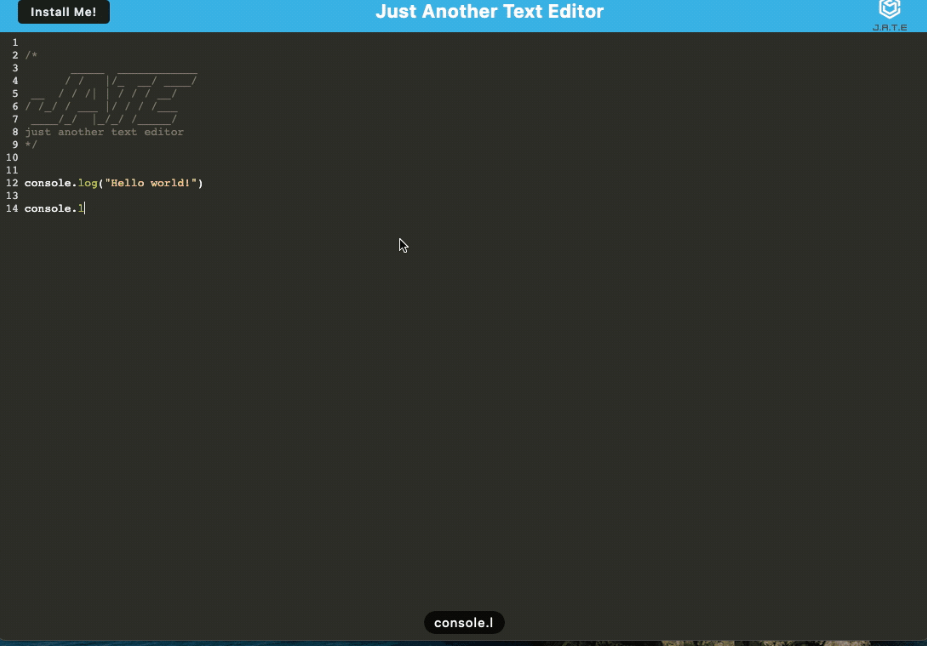 Install Me!
Just Another Text Editor
J.A.T.E
1
2 /*
3        _____  ____________
4       / /   |/_  __/ ____/
5  __  / / /| | / / / __/
6 / /_/ / ___ |/ / / /___
7  ____/_/  |_/_/ /_____/
8 just another text editor
9 */
10
11
12 console.log("Hello world!")
13
14 console.l
console.l